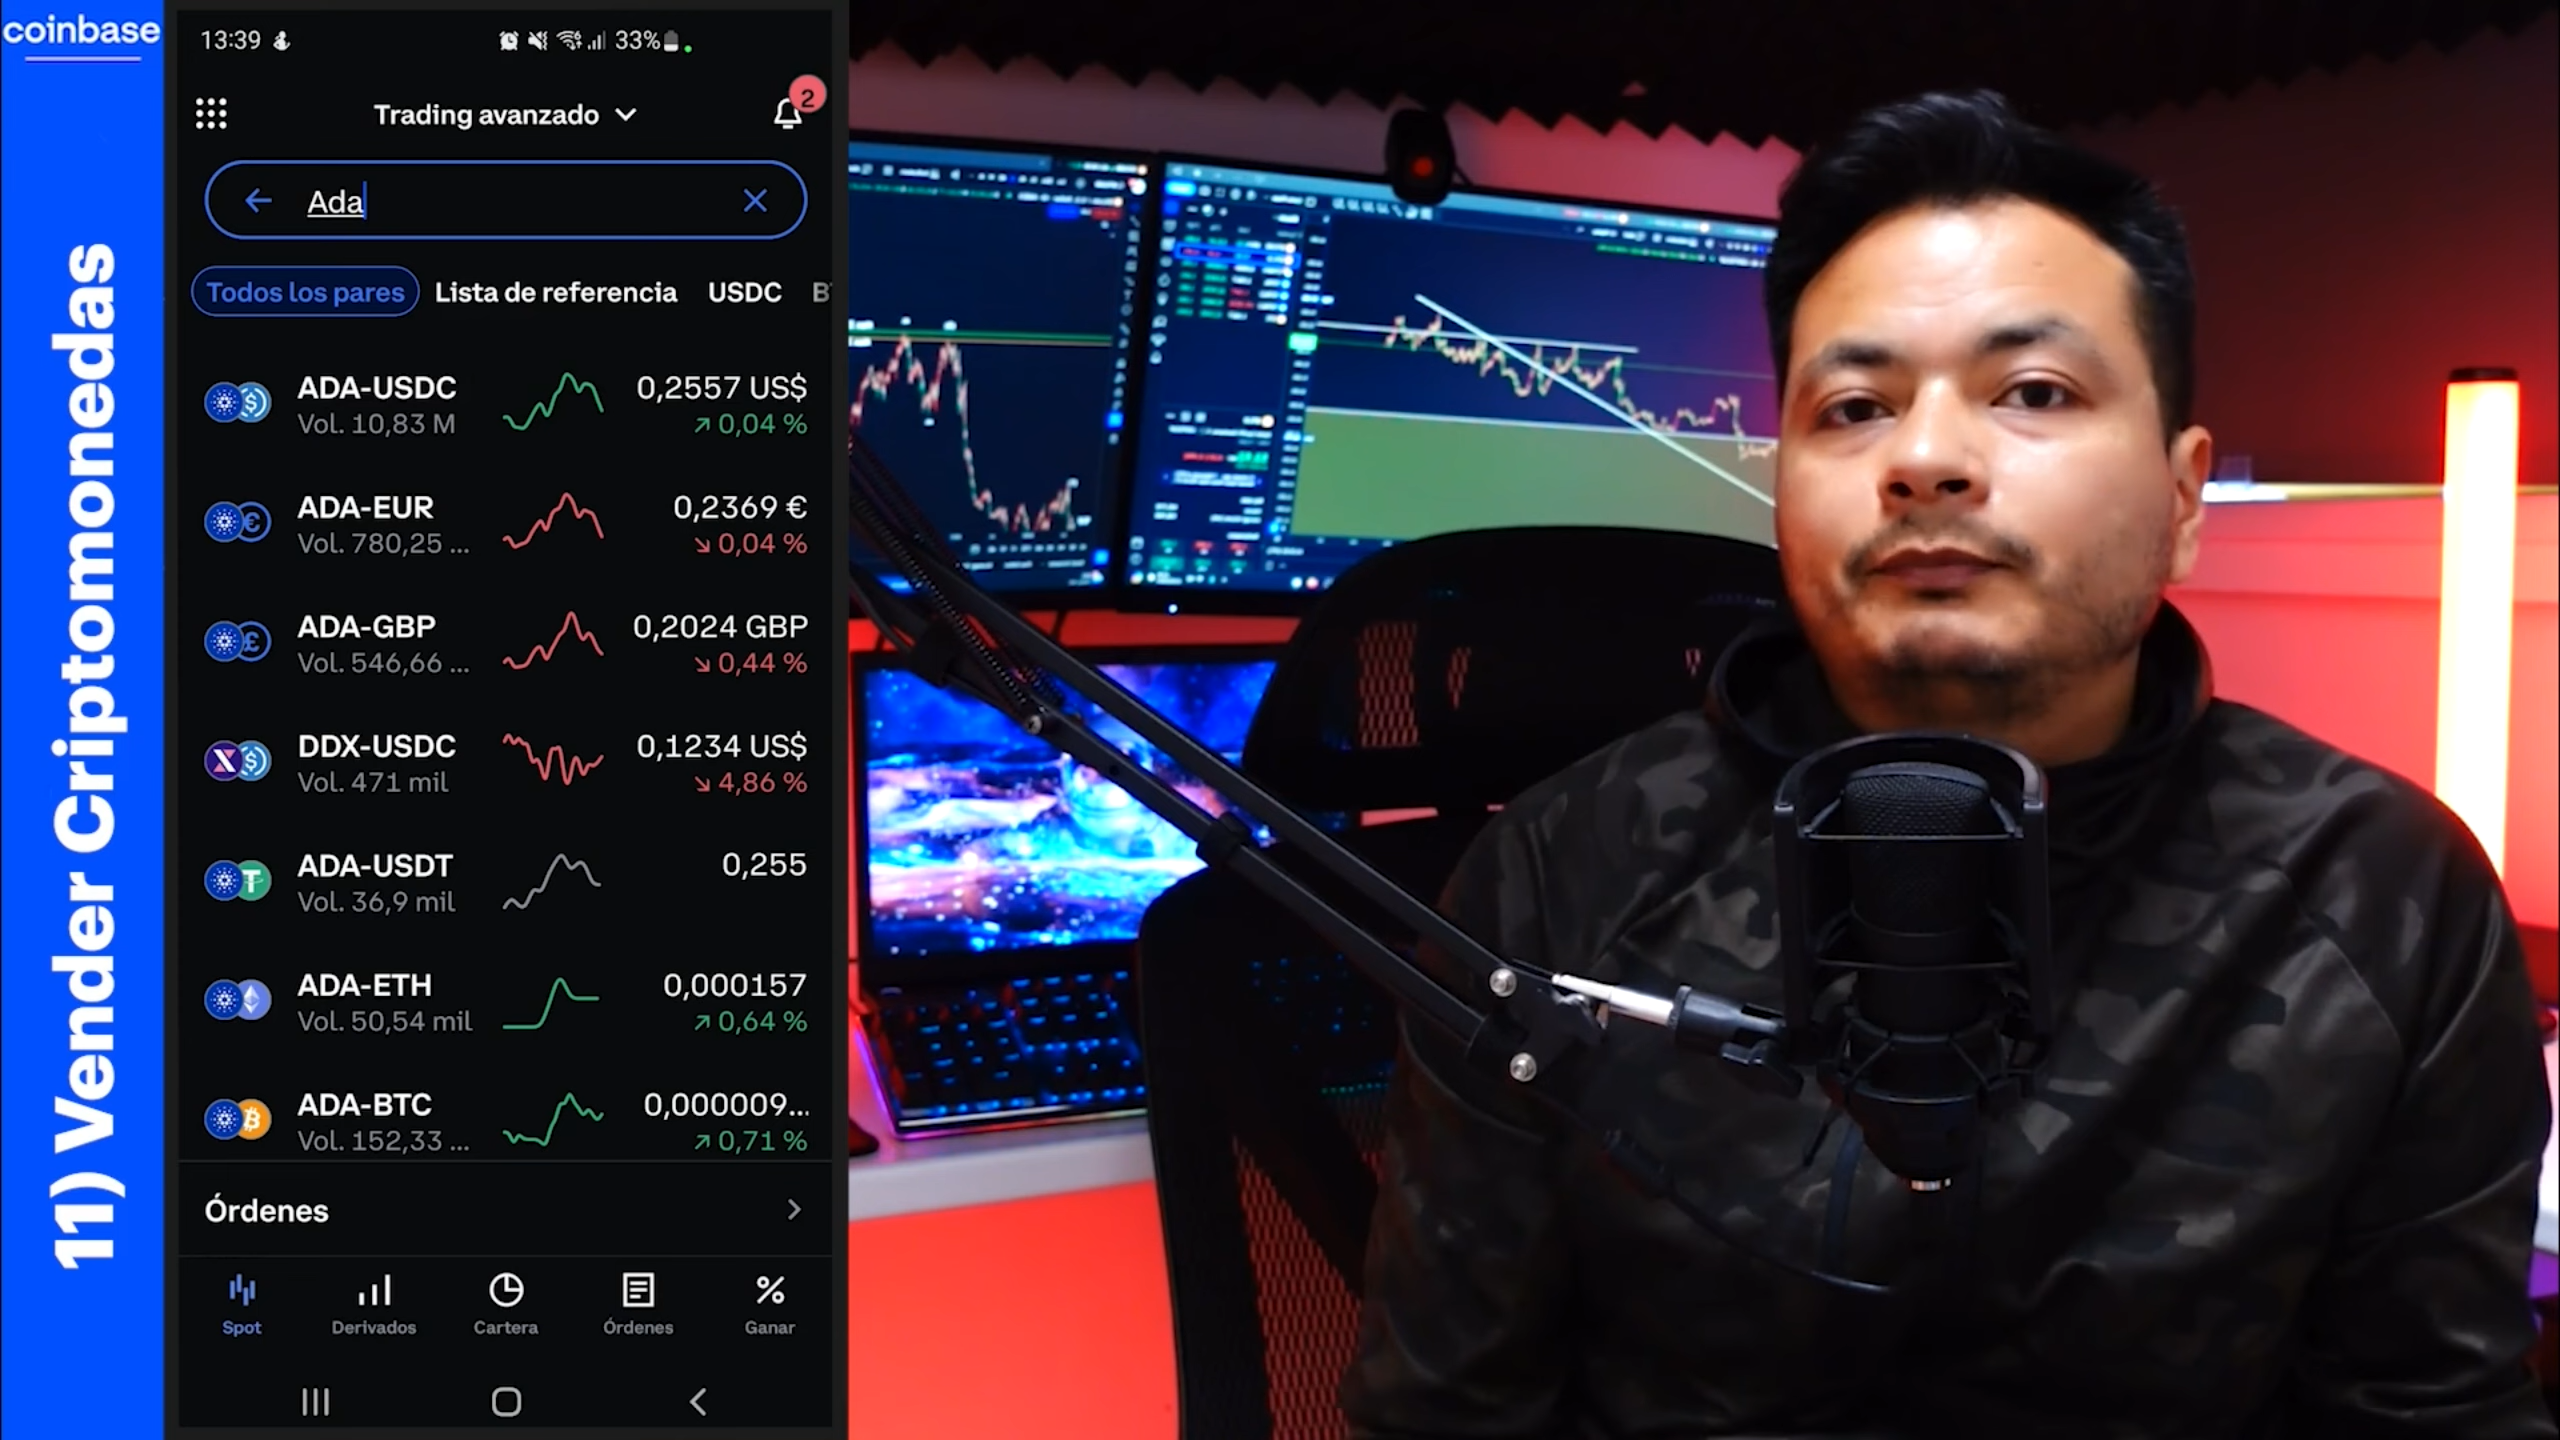 coinbase
11) Vender Criptomonedas
13:39
33%
Trading avanzado
2
Ada
Todos los pares Lista de referencia USDC
ADA-USDC 0,2557 US$
Vol. 10,83 M ↗ 0,04 %
ADA-EUR 0,2369 €
Vol. 780,25 ... ↘ 0,04 %
ADA-GBP 0,2024 GBP
Vol. 546,66 ... ↘ 0,44 %
DDX-USDC 0,1234 US$
Vol. 471 mil ↘ 4,86 %
ADA-USDT 0,255
Vol. 36,9 mil
ADA-ETH 0,000157
Vol. 50,54 mil ↗ 0,64 %
ADA-BTC 0,000009...
Vol. 152,33 ... ↗ 0,71 %
Órdenes
Spot Derivados Cartera Órdenes Ganar